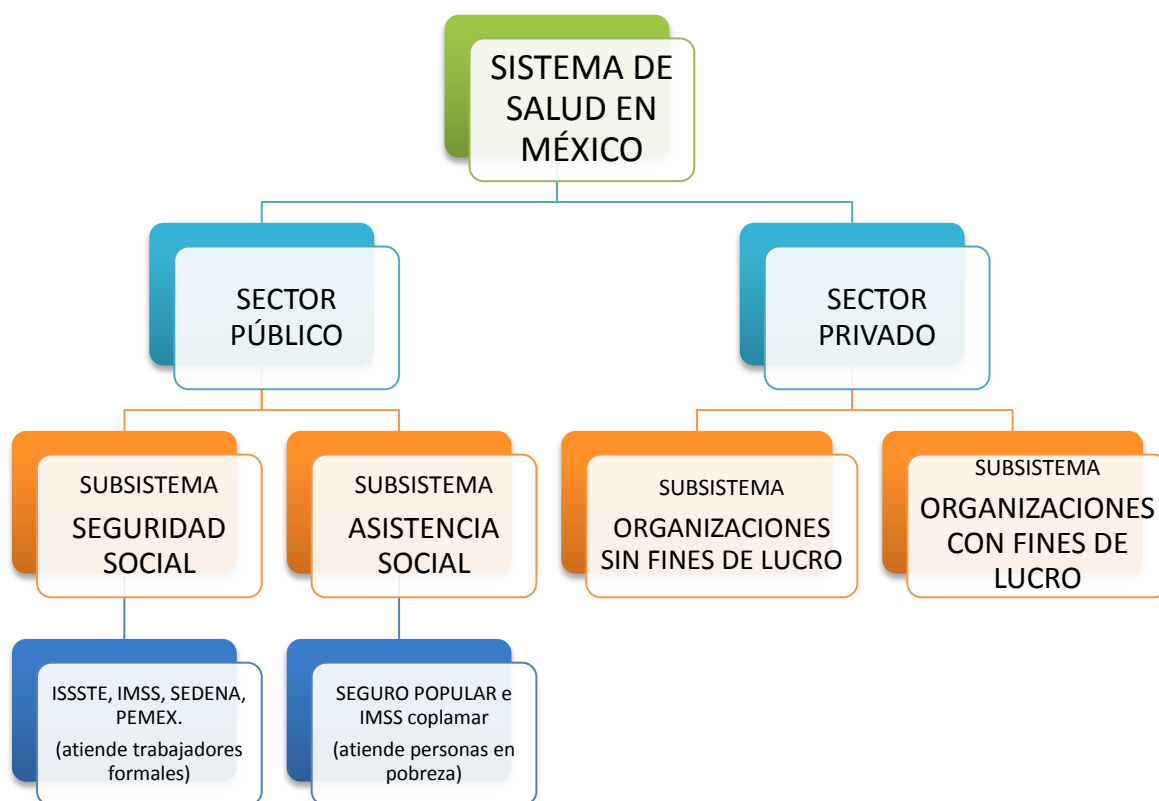 SISTEMA DE
SALUD EN
MÉXICO
SECTOR
PÚBLICO
SECTOR
PRIVADO
SUBSISTEMA
SEGURIDAD
SOCIAL
SUBSISTEMA
ASISTENCIA
SOCIAL
SUBSISTEMA
ORGANIZACIONES
SIN FINES DE LUCRO
SUBSISTEMA
ORGANIZACIONES
CON FINES DE
LUCRO
ISSSTE, IMSS, SEDENA,
PEMEX.
(atiende trabajadores
formales)
SEGURO POPULAR e
IMSS coplamar
(atiende personas en
pobreza)